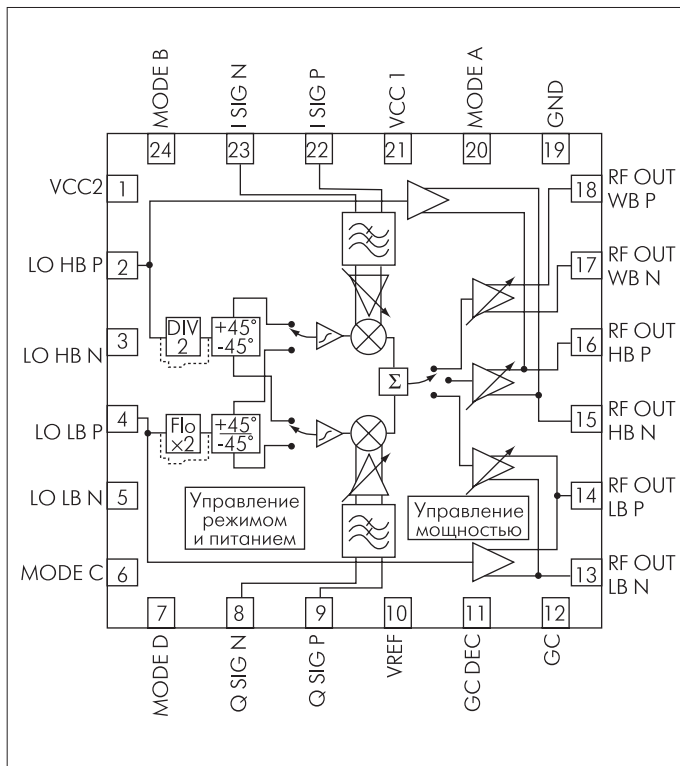 MODE B
I SIG N
I SIG P
VCC 1
MODE A
GND
24
23
22
21
20
19
VCC2
1
18
RF OUT
WB P
LO HB P
2
17
RF OUT
WB N
LO HB N
3
DIV
2
+45°
-45°
16
RF OUT
HB P
Σ
LO LB P
4
Flo
×2
+45°
-45°
15
RF OUT
HB N
LO LB N
5
Управление
режимом
и питанием
Управление
мощностью
14
RF OUT
LB P
MODE C
6
13
RF OUT
LB N
7
8
9
10
11
12
MODE D
Q SIG N
Q SIG P
VREF
GC DEC
GC